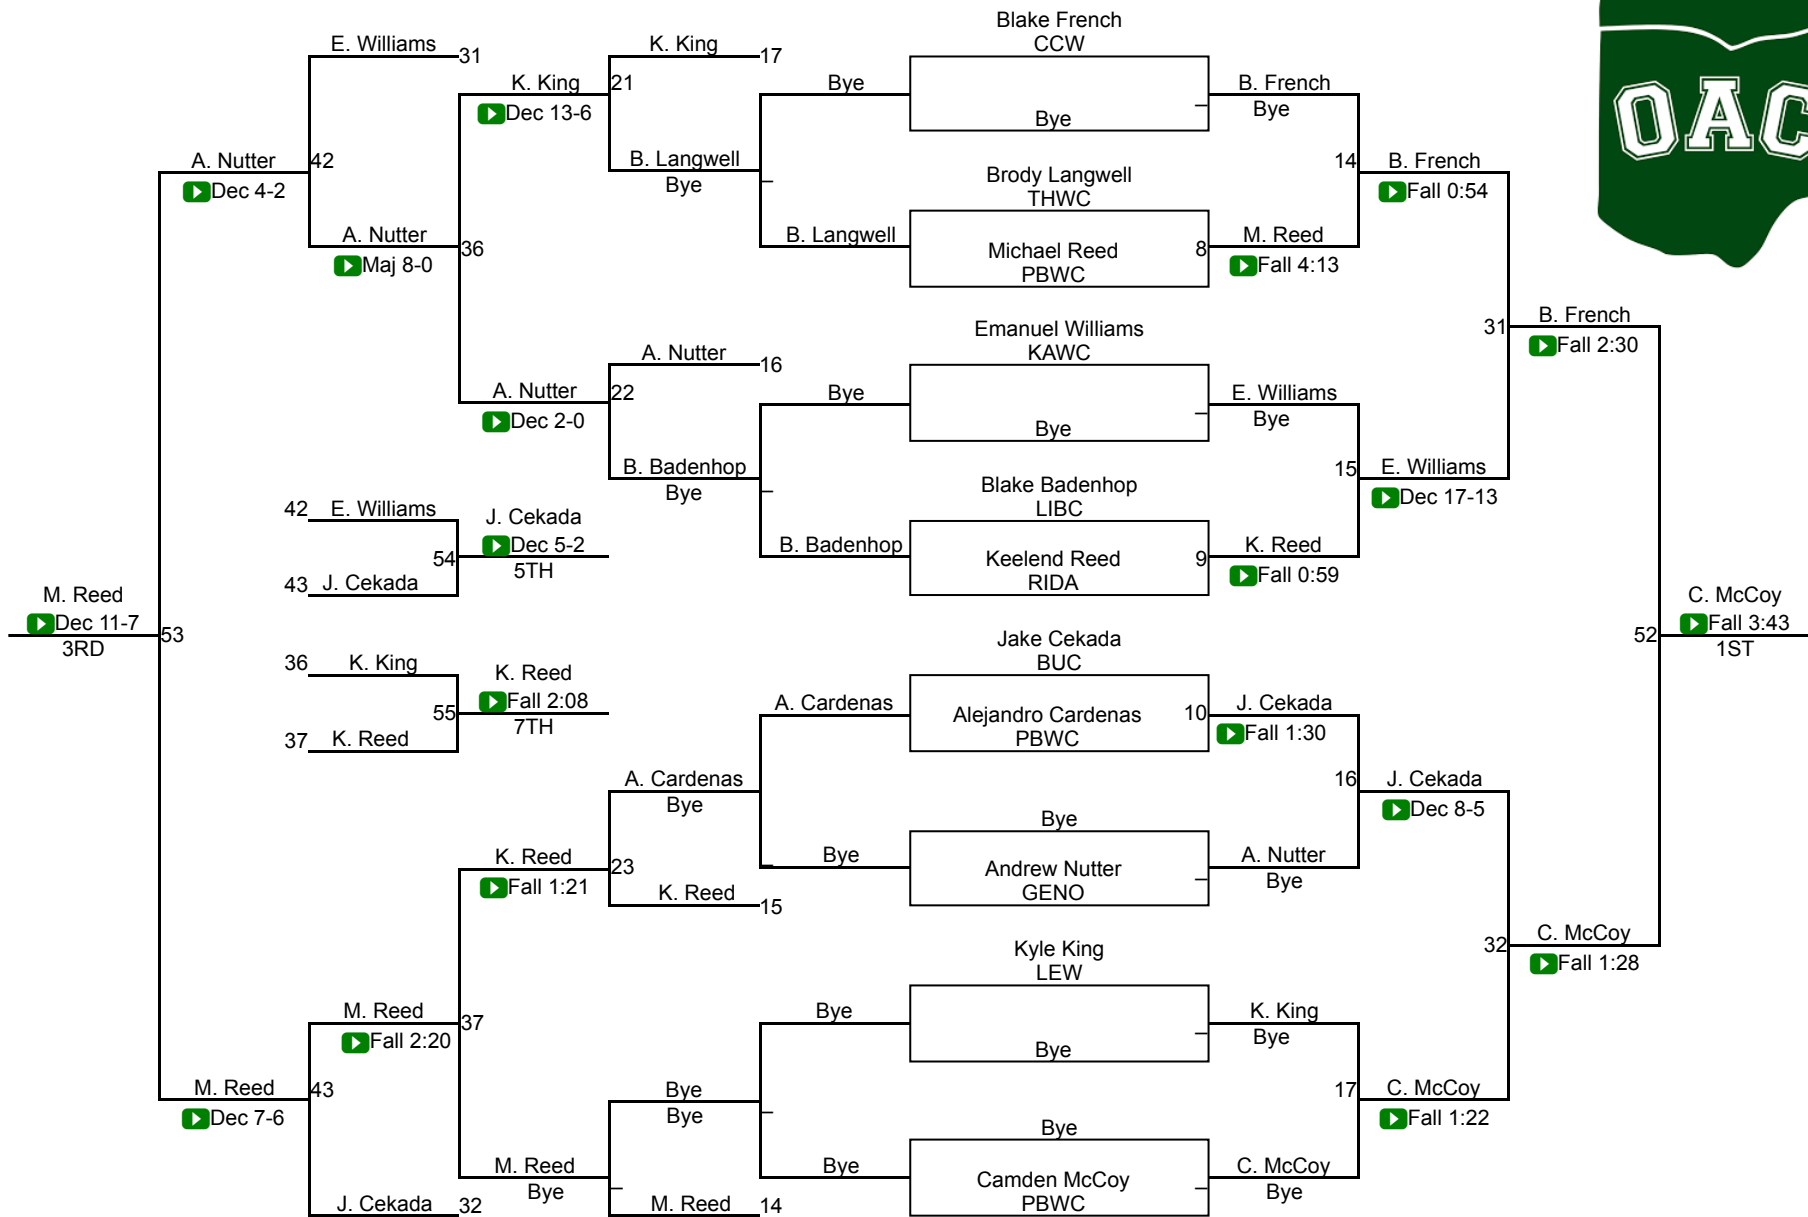 Blake French
CCW
Bye
Brody Langwell
THWC
Michael Reed
PBWC
8
Emanuel Williams
KAWC
Bye
Blake Badenhop
LIBC
Keelend Reed
RIDA
9
Jake Cekada
BUC
Alejandro Cardenas
PBWC
10
Bye
Andrew Nutter
GENO
Kyle King
LEW
Bye
Bye
Camden McCoy
PBWC
B. French
Bye
14
M. Reed
Fall 4:13
E. Williams
Bye
15
K. Reed
Fall 0:59
J. Cekada
Fall 1:30
16
A. Nutter
Bye
K. King
Bye
17
C. McCoy
Bye
B. French
Fall 0:54
31
E. Williams
Dec 17-13
J. Cekada
Dec 8-5
32
C. McCoy
Fall 1:22
B. French
Fall 2:30
52
C. McCoy
Fall 1:28
C. McCoy
Fall 3:43
1ST
OAC
Bye
B. Langwell
Bye
B. Badenhop
A. Cardenas
Bye
Bye
Bye
K. King
17
21
B. Langwell
Bye
A. Nutter
16
22
B. Badenhop
Bye
A. Cardenas
Bye
23
K. Reed
15
Bye
Bye
M. Reed
14
K. King
Dec 13-6
36
A. Nutter
Dec 2-0
K. Reed
Fall 1:21
37
M. Reed
Bye
E. Williams
31
42
A. Nutter
Maj 8-0
M. Reed
Fall 2:20
43
J. Cekada
32
A. Nutter
Dec 4-2
53
M. Reed
Dec 7-6
M. Reed
Dec 11-7
3RD
42
E. Williams
54
43
J. Cekada
J. Cekada
Dec 5-2
5TH
36
K. King
55
37
K. Reed
K. Reed
Fall 2:08
7TH